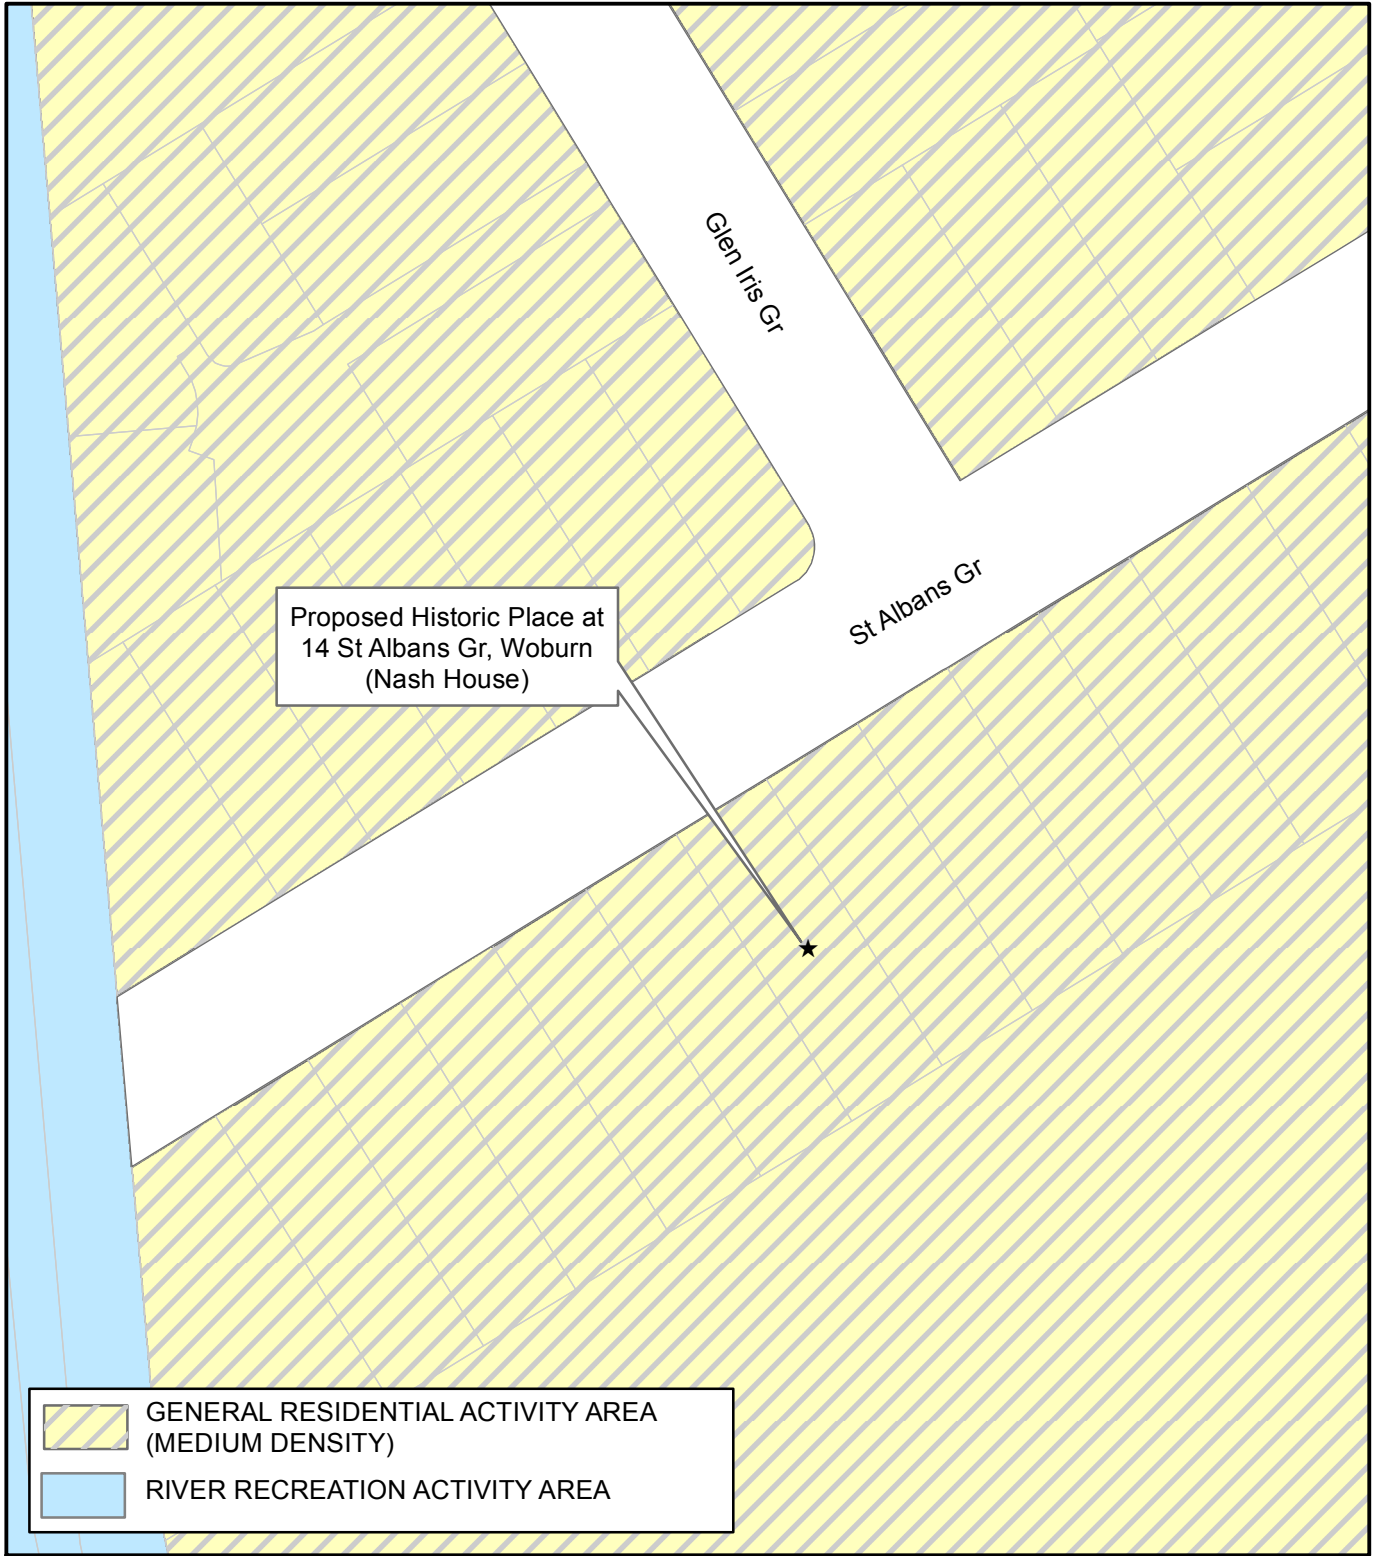 Glen Iris Gr
St Albans Gr
Proposed Historic Place at
14 St Albans Gr, Woburn
(Nash House)
GENERAL RESIDENTIAL ACTIVITY AREA
(MEDIUM DENSITY)
RIVER RECREATION ACTIVITY AREA